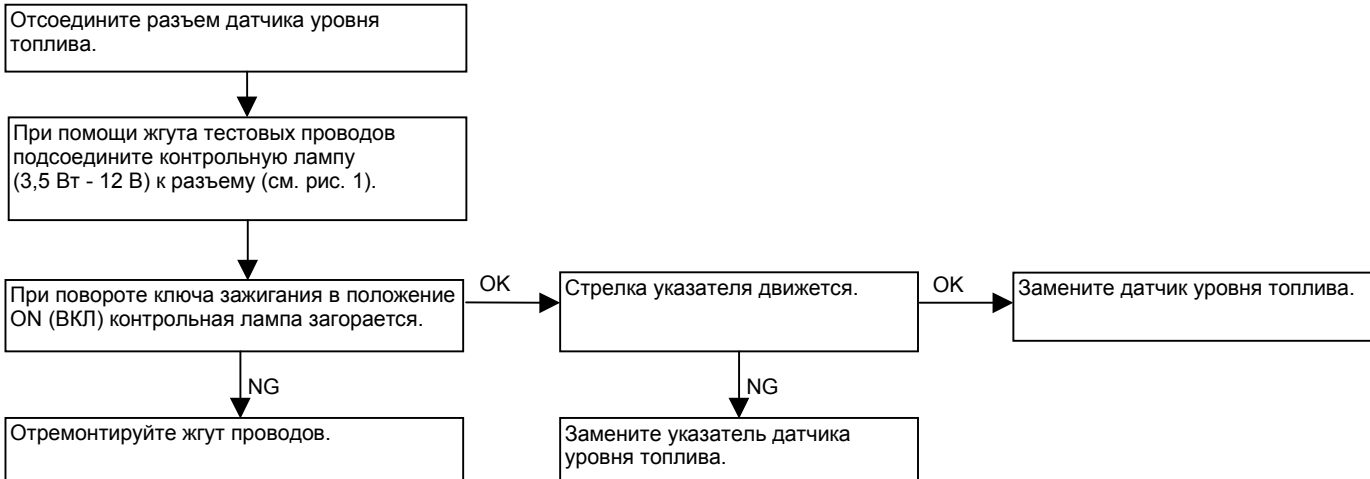 Отсоедините разъем датчика уровня
топлива.
При помощи жгута тестовых проводов
подсоедините контрольную лампу
(3,5 Вт - 12 В) к разъему (см. рис. 1).
При повороте ключа зажигания в положение
ON (ВКЛ) контрольная лампа загорается.
OK
Стрелка указателя движется.
OK
Замените датчик уровня топлива.
NG
NG
Отремонтируйте жгут проводов.
Замените указатель датчика
уровня топлива.